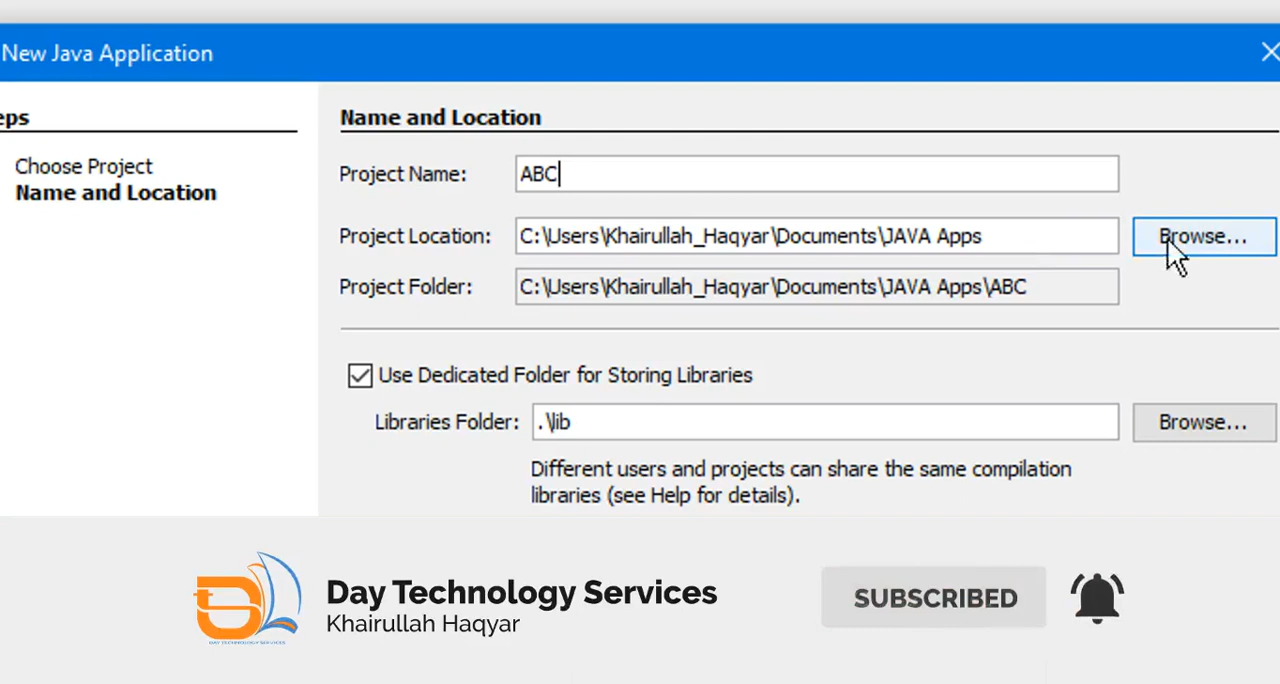 New Java Application
eps
Name and Location
Choose Project
Name and Location
Project Name: ABC
Project Location: C:\Users\Khairullah_Haqyar\Documents\JAVA Apps Browse...
Project Folder: C:\Users\Khairullah_Haqyar\Documents\JAVA Apps\ABC
Use Dedicated Folder for Storing Libraries
Libraries Folder: .\lib Browse...
Different users and projects can share the same compilation
libraries (see Help for details).
Day Technology Services
Khairullah Haqyar
SUBSCRIBED
DAY TECHNOLOGY SERVICES